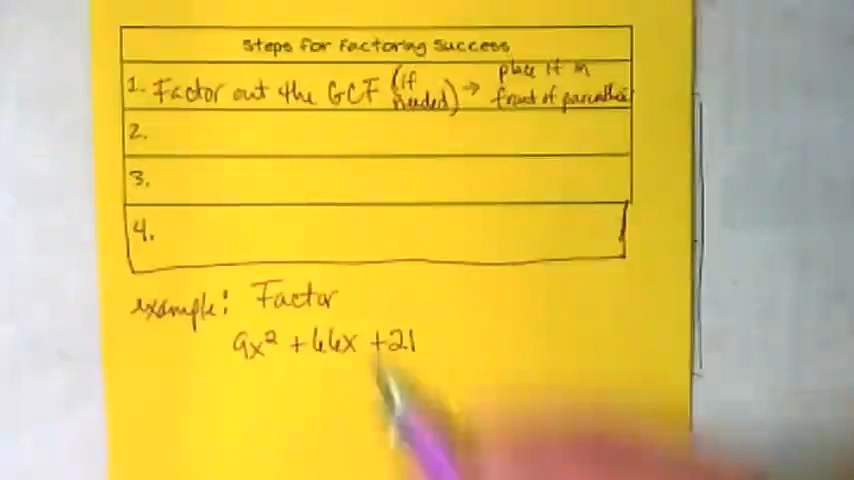 Steps for Factoring Success
1. Factor out the GCF (if needed) → place it in front of parenthesis
2.
3.
4.
example: Factor
9x² + 66x + 21